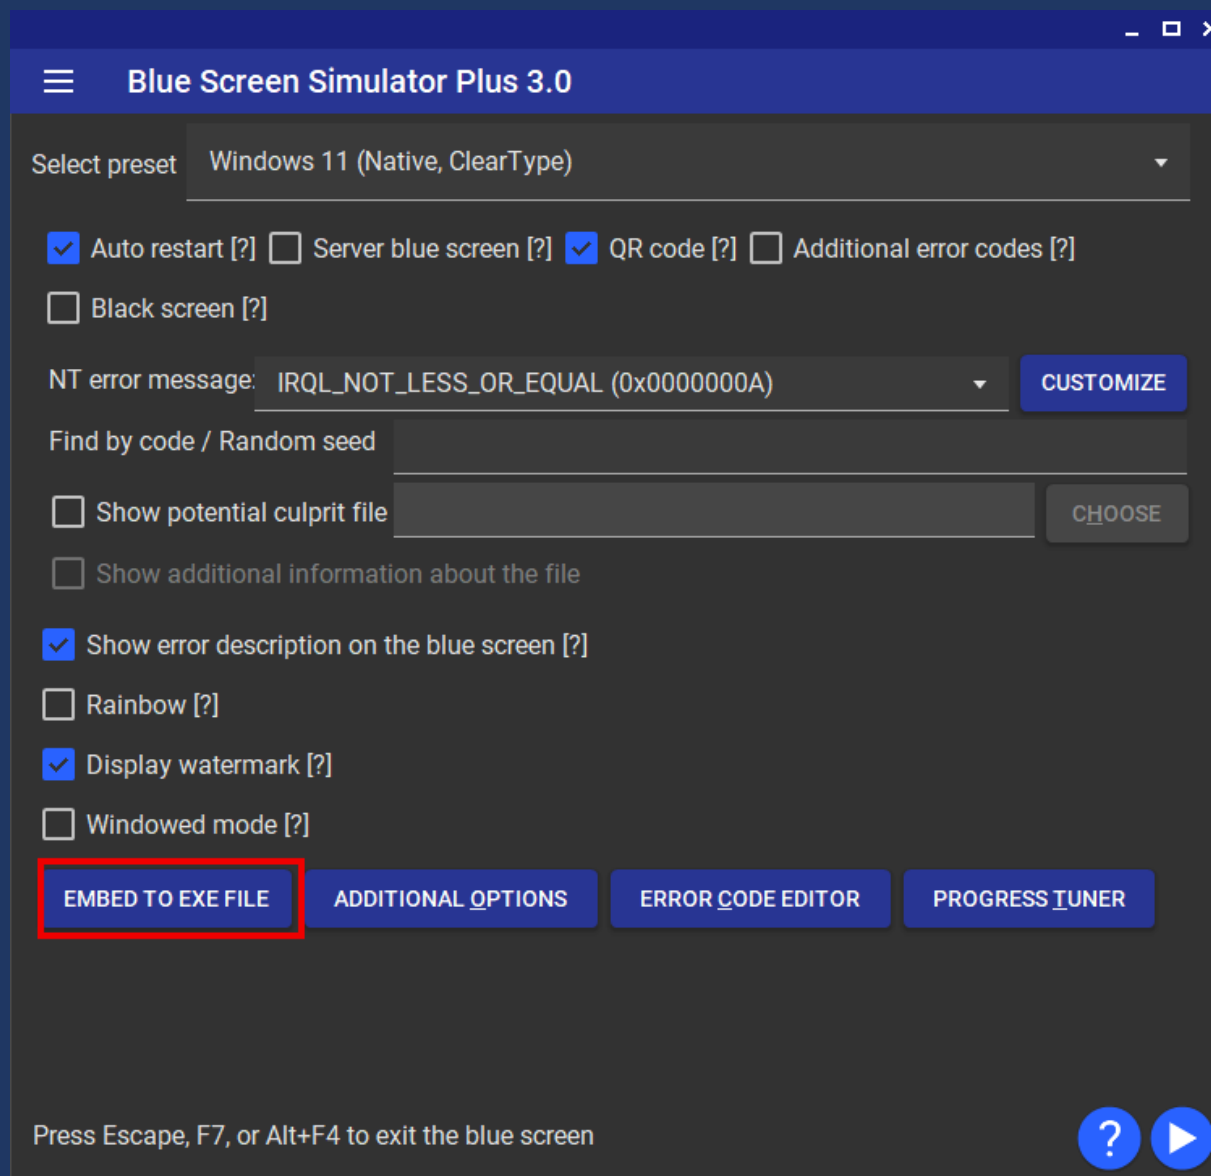 Blue Screen Simulator Plus 3.0
Select preset Windows 11 (Native, ClearType)
Auto restart [?] Server blue screen [?] QR code [?] Additional error codes [?]
Black screen [?]
NT error message: IRQL_NOT_LESS_OR_EQUAL (0x0000000A) CUSTOMIZE
Find by code / Random seed
Show potential culprit file CHOOSE
Show additional information about the file
Show error description on the blue screen [?]
Rainbow [?]
Display watermark [?]
Windowed mode [?]
EMBED TO EXE FILE ADDITIONAL OPTIONS ERROR CODE EDITOR PROGRESS TUNER
Press Escape, F7, or Alt+F4 to exit the blue screen ?